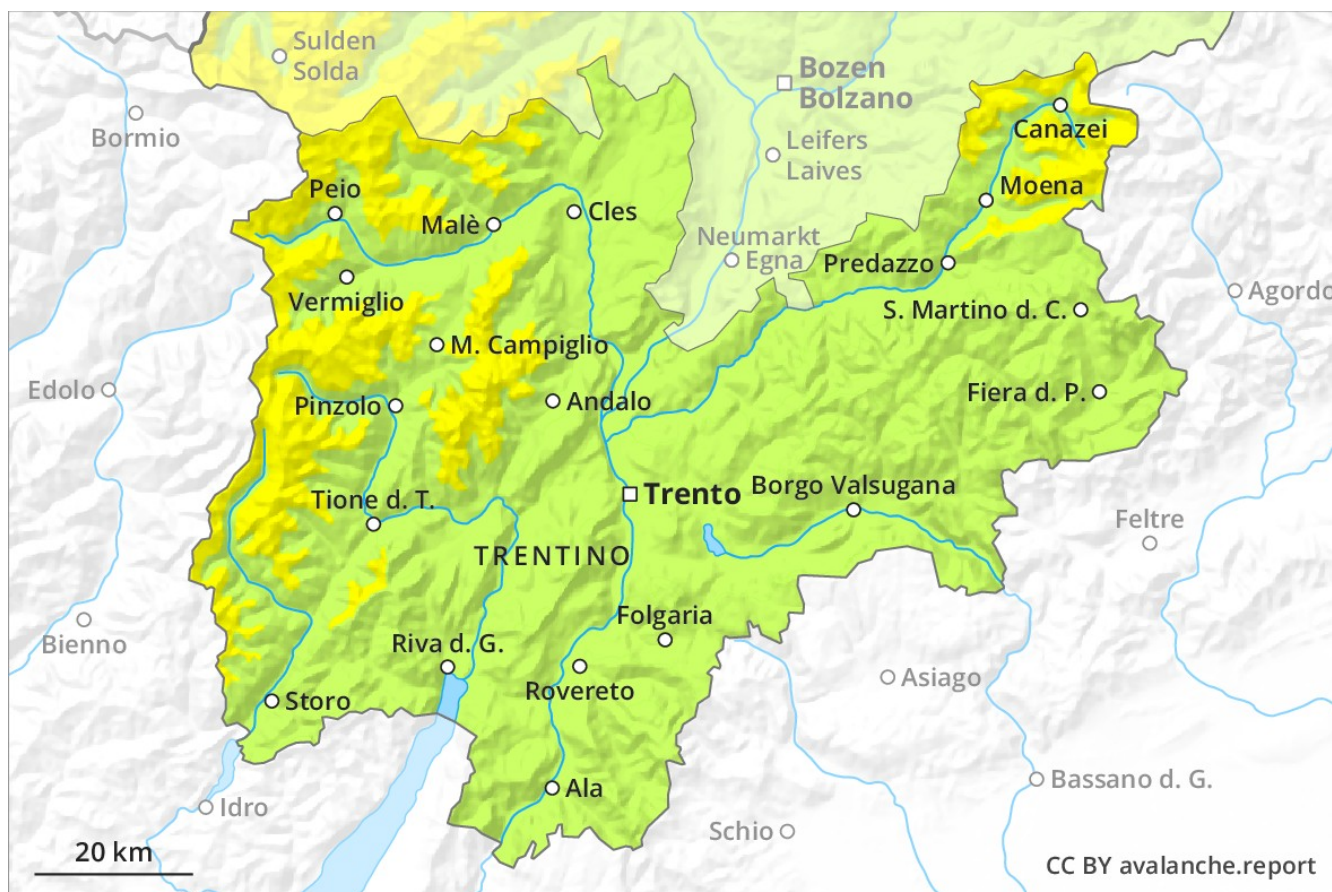 Sulden
Solda
Bozen
Bolzano
Bormio
Canazei
Leifers
Laives
Peio
Moena
Malè
Cles
Neumarkt
Egna
Predazzo
Vermiglio
Agordo
S. Martino d. C.
M. Campiglio
Edolo
Pinzolo
Andalo
Fiera d. P.
Tione d. T.
Trento
Borgo Valsugana
Feltre
TRENTINO
Bienno
Folgaria
Riva d. G.
Asiago
Rovereto
Storo
Bassano d. G.
Ala
Idro
Schio
20 km
CC BY avalanche.report